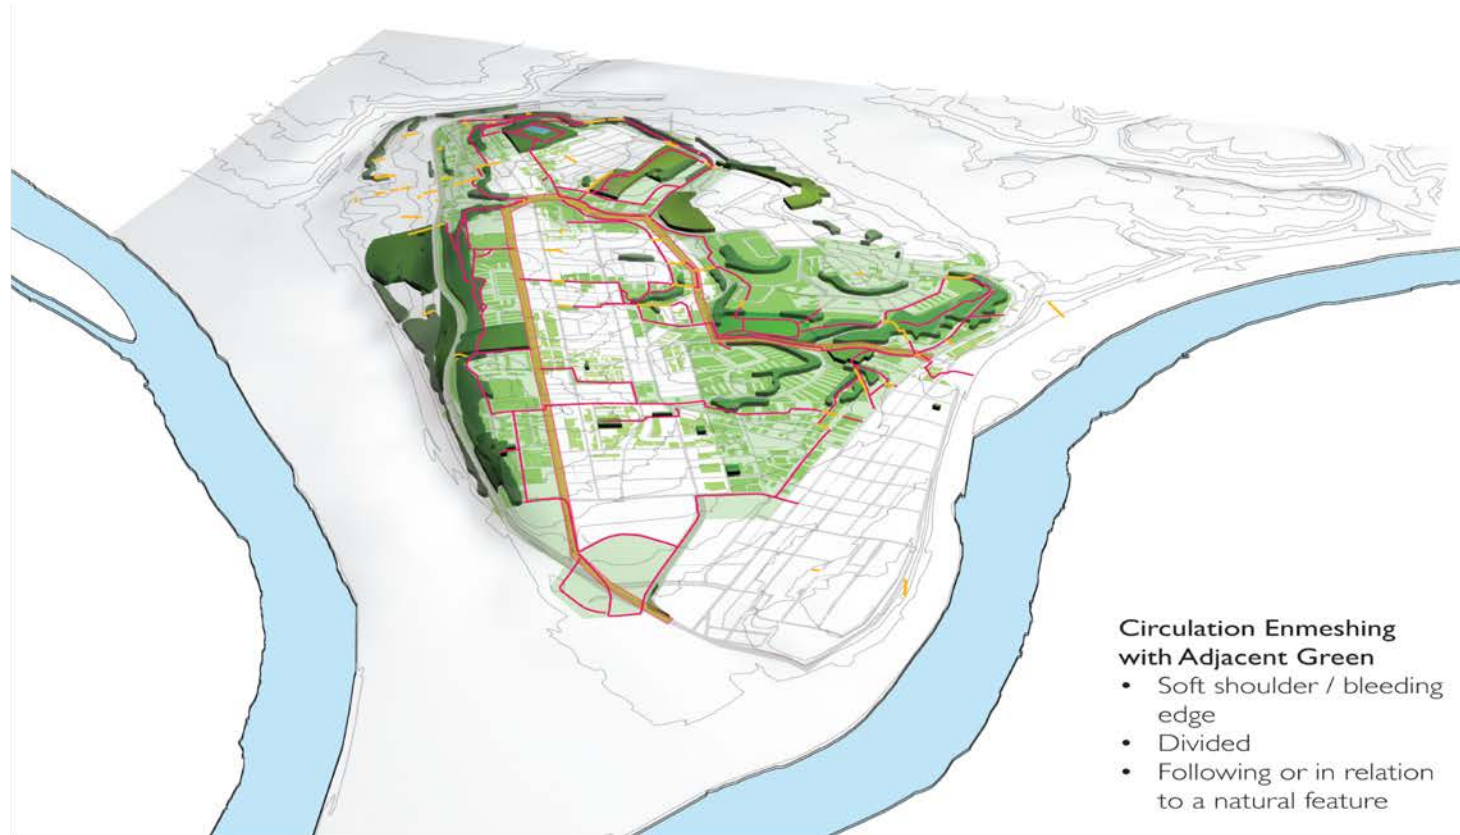 Circulation Enmeshing
with Adjacent Green
• Soft shoulder / bleeding
edge
• Divided
• Following or in relation
to a natural feature